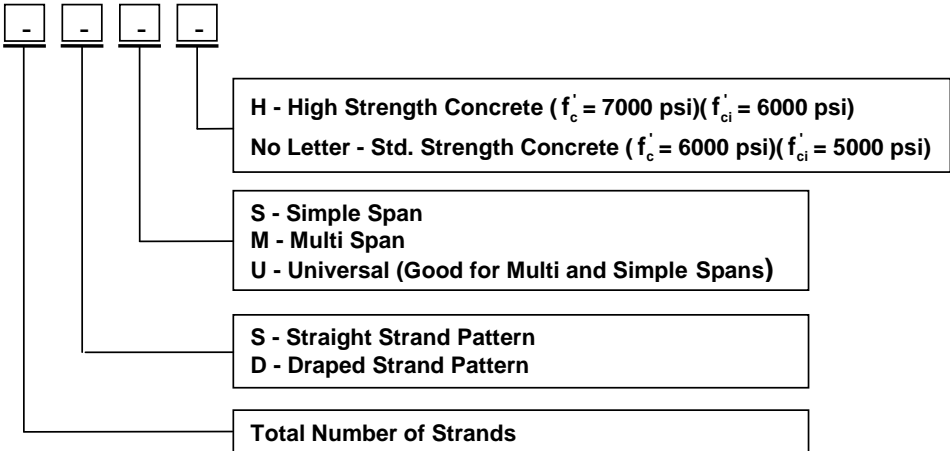 - - - -
H - High Strength Concrete ( f'c = 7000 psi)( f'ci = 6000 psi)
No Letter - Std. Strength Concrete ( f'c = 6000 psi)( f'ci = 5000 psi)
S - Simple Span
M - Multi Span
U - Universal (Good for Multi and Simple Spans)
S - Straight Strand Pattern
D - Draped Strand Pattern
Total Number of Strands